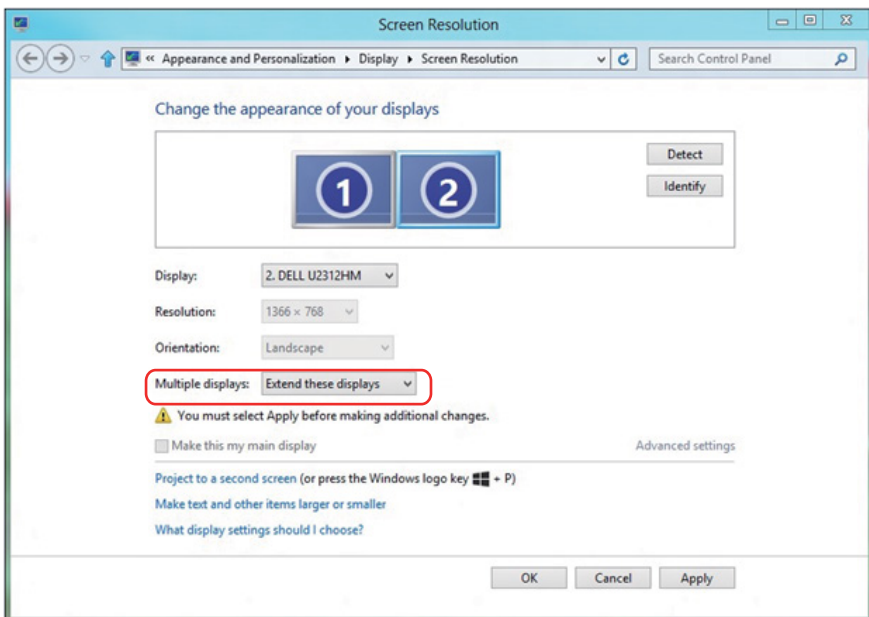 Screen Resolution
« Appearance and Personalization ▸ Display ▸ Screen Resolution
Search Control Panel
Change the appearance of your displays
1
2
Detect
Identify
Display: 2. DELL U2312HM
Resolution: 1366 × 768
Orientation: Landscape
Multiple displays: Extend these displays
You must select Apply before making additional changes.
Make this my main display
Advanced settings
Project to a second screen (or press the Windows logo key + P)
Make text and other items larger or smaller
What display settings should I choose?
OK
Cancel
Apply